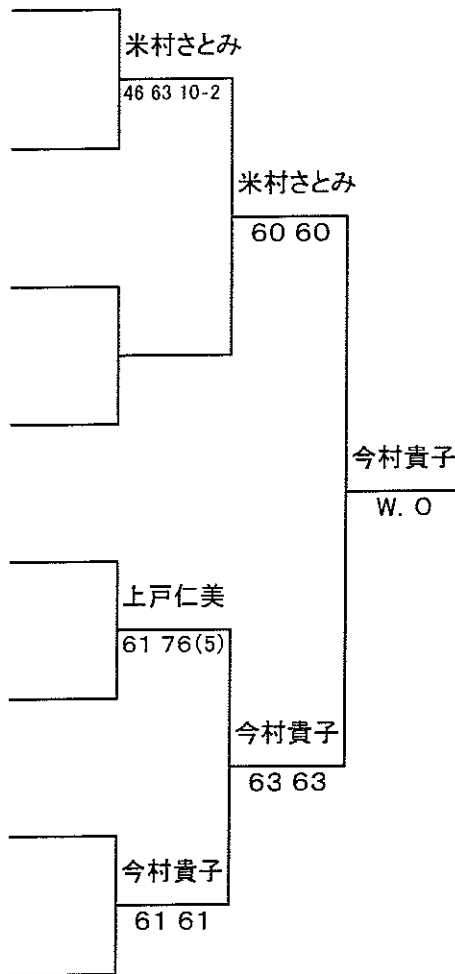 米村さとみ
46 63 10-2
米村さとみ
60 60
今村貴子
W. O
上戸仁美
61 76(5)
今村貴子
63 63
今村貴子
61 61